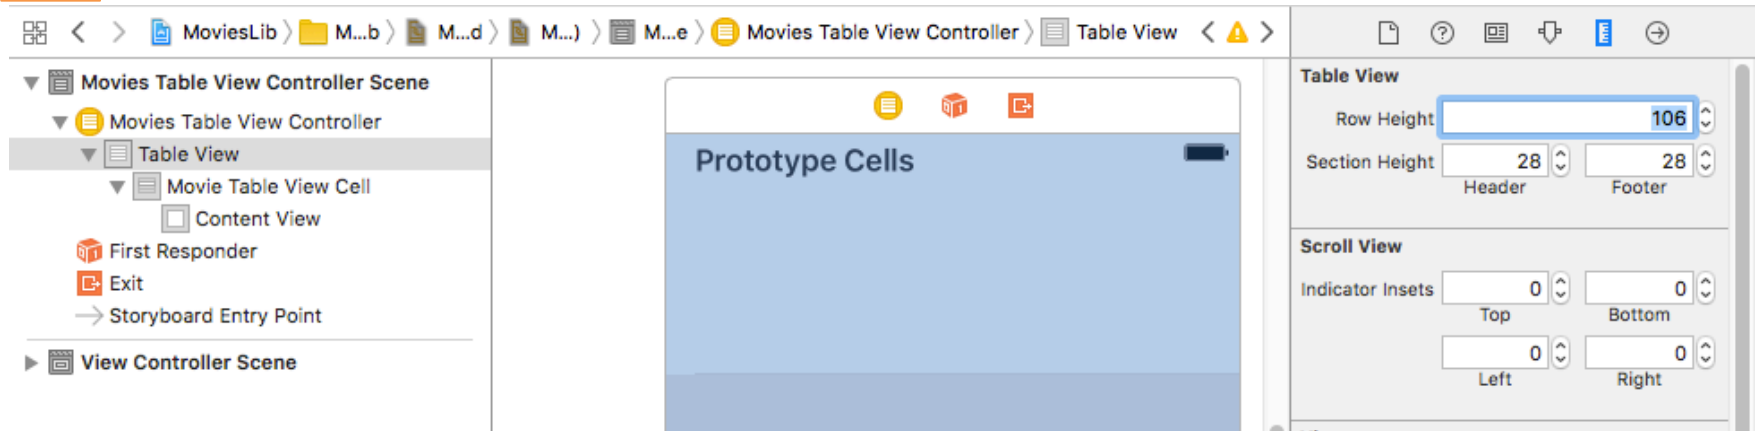 MoviesLib 〉 M...b 〉 M...d 〉 M...) 〉 M...e 〉 Movies Table View Controller 〉 Table View
Movies Table View Controller Scene
Movies Table View Controller
Table View
Movie Table View Cell
Content View
First Responder
Exit
Storyboard Entry Point
View Controller Scene
Prototype Cells
Table View
Row Height 106
Section Height 28 28
Header Footer
Scroll View
Indicator Insets 0 0
Top Bottom
0 0
Left Right